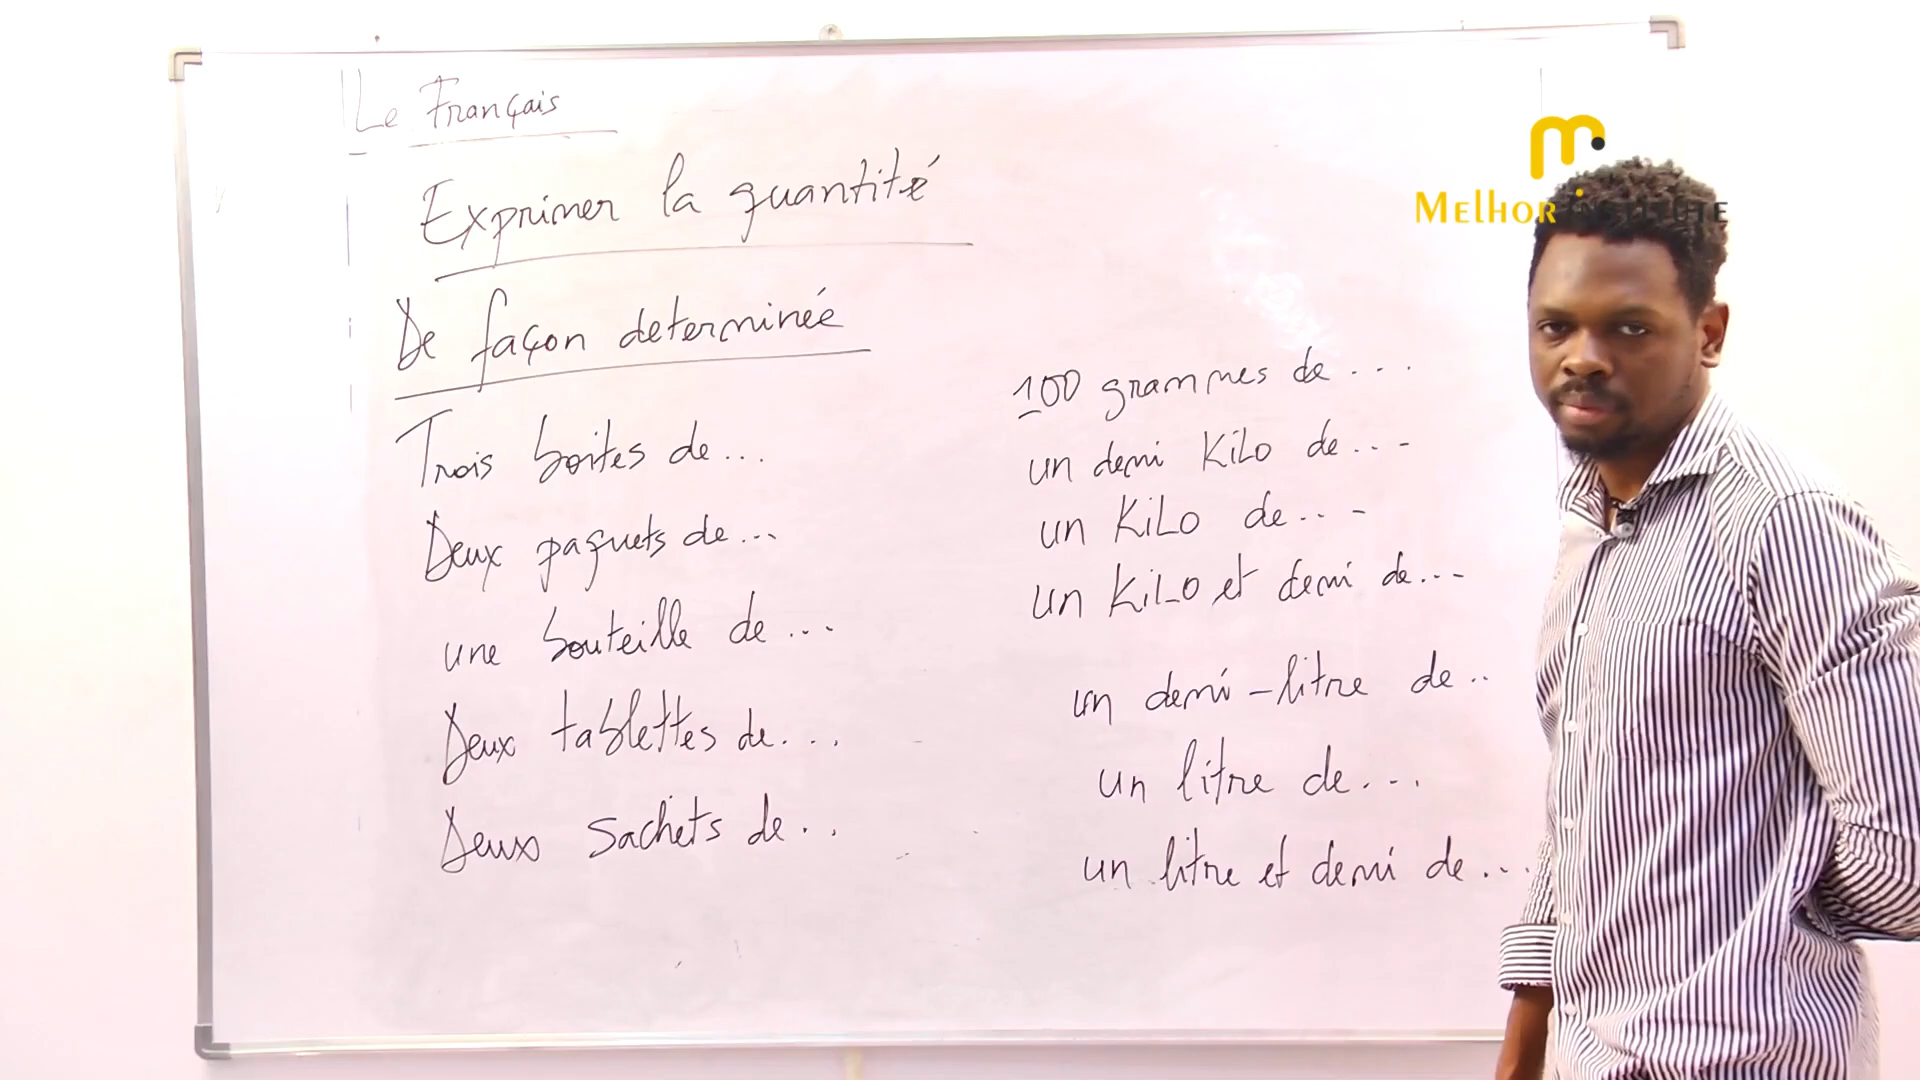 Le Français
Exprimer la quantité
De façon determinée
Trois boites de...
Deux paquets de...
une bouteille de...
Deux tablettes de....
Deux sachets de..
100 grammes de...
un demi Kilo de...-
un KiLo de..-
un KiLo et demi de...-
un demi-litre de..
un litre de...
un litre et demi de...
MELHOR INSTITUTE